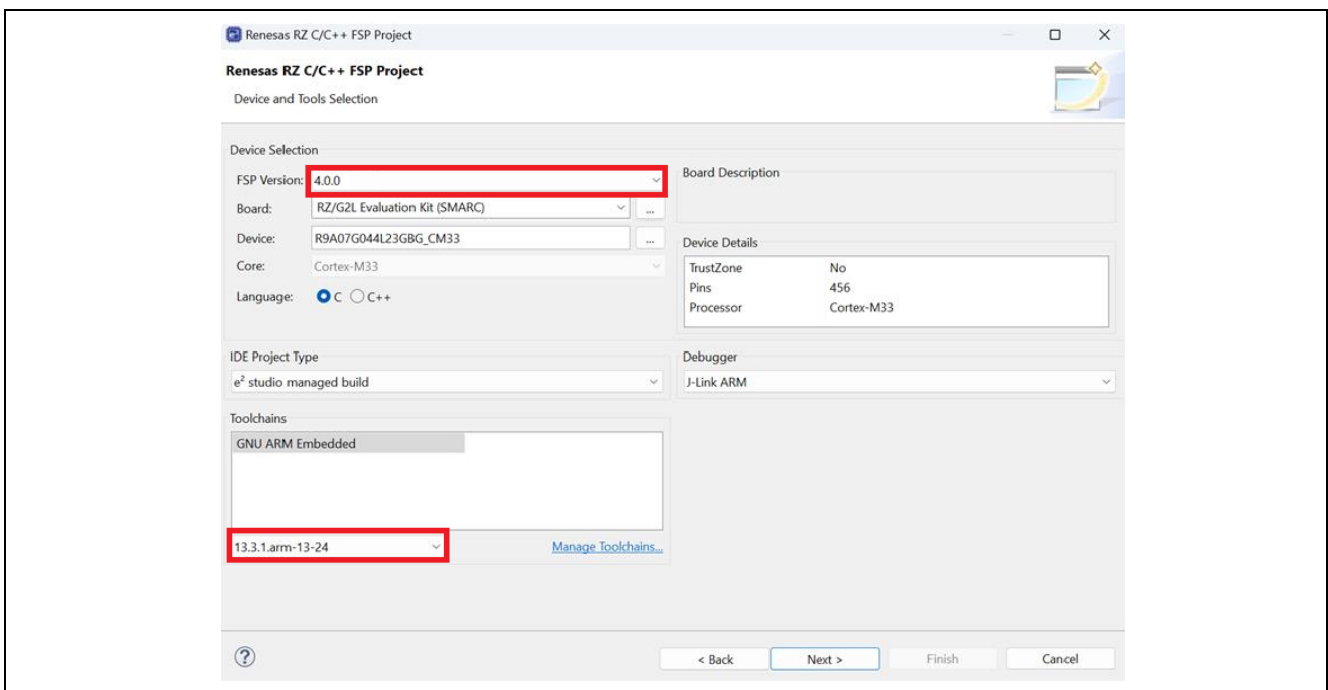 Renesas RZ C/C++ FSP Project
Renesas RZ C/C++ FSP Project
Device and Tools Selection
Device Selection
FSP Version: 4.0.0
Board: RZ/G2L Evaluation Kit (SMARC) ...
Device: R9A07G044L23GBG_CM33 ...
Core: Cortex-M33
Language: C C++
Board Description
Device Details
TrustZone No
Pins 456
Processor Cortex-M33
IDE Project Type
e² studio managed build
Debugger
J-Link ARM
Toolchains
GNU ARM Embedded
13.3.1.arm-13-24
Manage Toolchains...
?
< Back Next > Finish Cancel